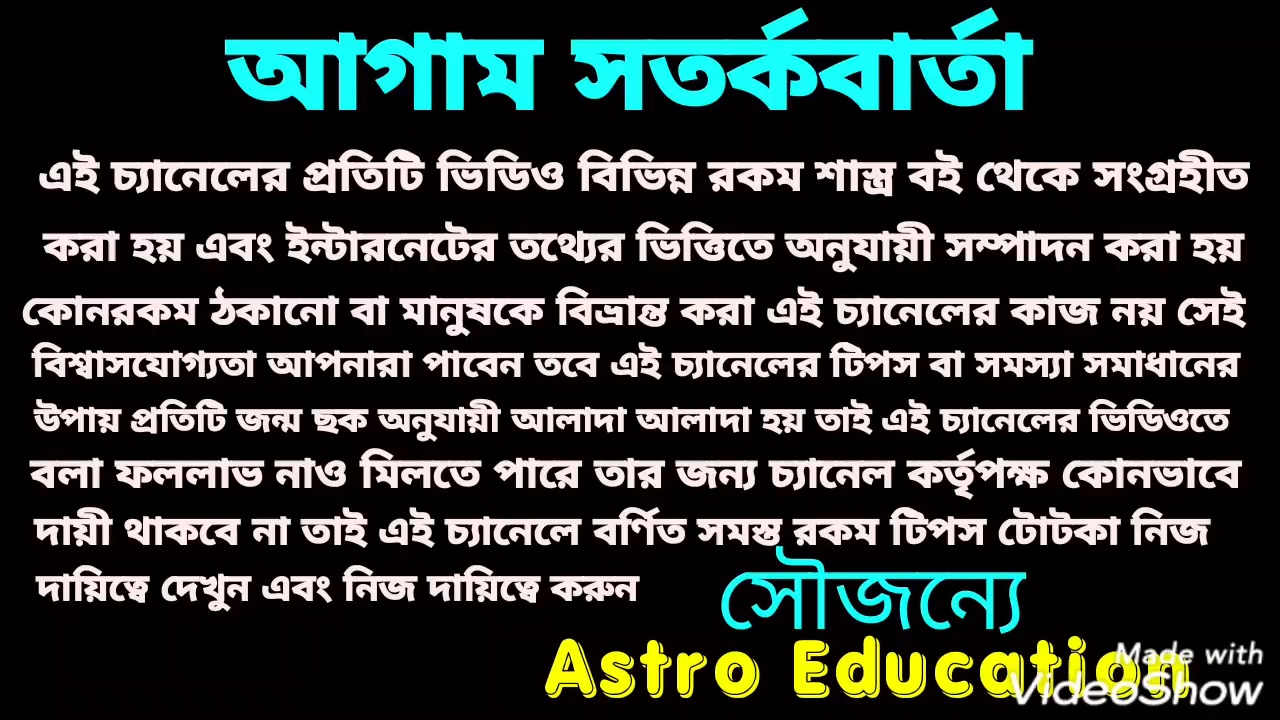 আগাম সতর্কবার্তা
এই চ্যানেলের প্রতিটি ভিডিও বিভিন্ন রকম শাস্ত্র বই থেকে সংগ্রহীত
করা হয় এবং ইন্টারনেটের তথ্যের ভিত্তিতে অনুযায়ী সম্পাদন করা হয়
কোনরকম ঠকানো বা মানুষকে বিভ্রান্ত করা এই চ্যানেলের কাজ নয় সেই
বিশ্বাসযোগ্যতা আপনারা পাবেন তবে এই চ্যানেলের টিপস বা সমস্যা সমাধানের
উপায় প্রতিটি জন্ম ছক অনুযায়ী আলাদা আলাদা হয় তাই এই চ্যানেলের ভিডিওতে
বলা ফললাভ নাও মিলতে পারে তার জন্য চ্যানেল কর্তৃপক্ষ কোনভাবে
দায়ী থাকবে না তাই এই চ্যানেলে বর্ণিত সমস্ত রকম টিপস টোটকা নিজ
দায়িত্বে দেখুন এবং নিজ দায়িত্বে করুন
সৌজন্যে
Astro Education
Made with
VideoShow